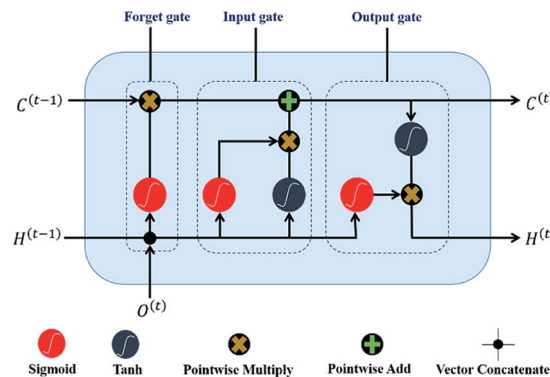 Forget gate Input gate Output gate
C^(t−1) C^(t
H^(t−1) H^(t
O^(t)
Sigmoid Tanh Pointwise Multiply Pointwise Add Vector Concatenate